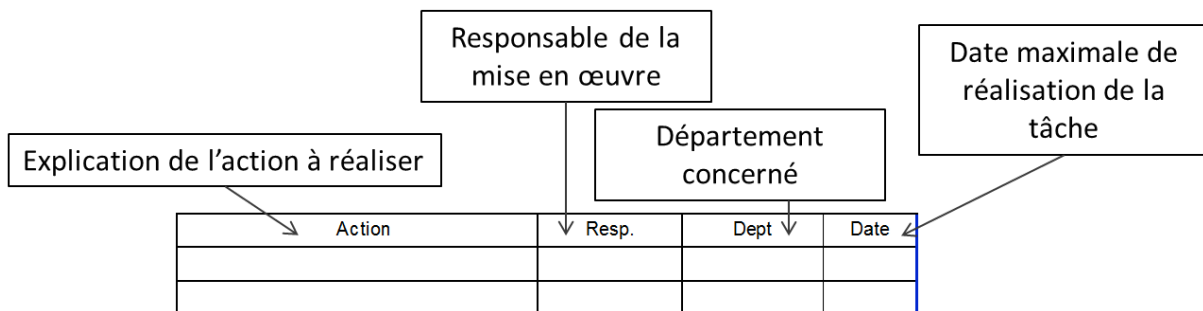 Responsable de la
mise en œuvre
Date maximale de
réalisation de la
tâche
Département
concerné
Explication de l’action à réaliser
Action Resp. Dept Date